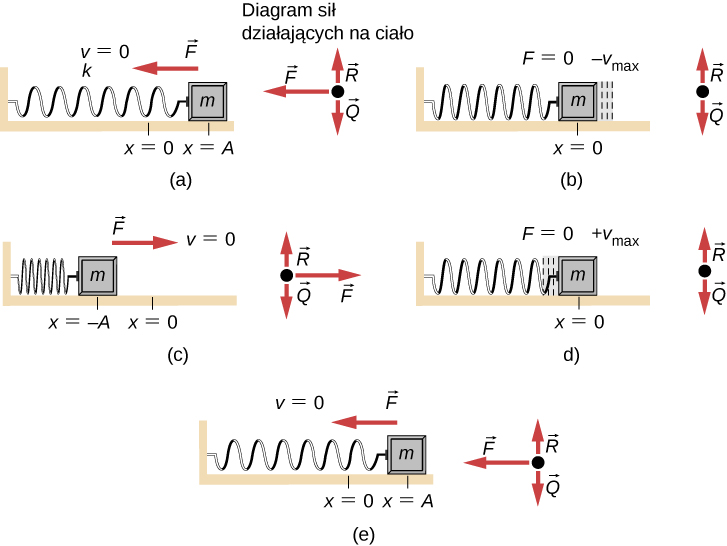 Diagram sił
działających na ciało
v = 0
k
F⃗
m
x = 0 x = A
F⃗
R⃗
Q⃗
(a)
F = 0 –vmax
m
x = 0
R⃗
Q⃗
(b)
F⃗
v = 0
m
x = –A x = 0
R⃗
Q⃗
F⃗
(c)
F = 0 +vmax
m
x = 0
R⃗
Q⃗
d)
v = 0
F⃗
m
x = 0 x = A
F⃗
R⃗
Q⃗
(e)